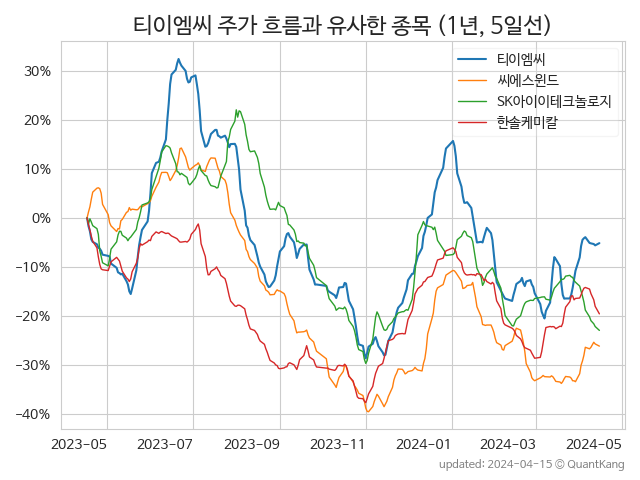 티이엠씨 주가 흐름과 유사한 종목 (1년, 5일선)
티이엠씨
씨에스윈드
SK아이이테크놀로지
한솔케미칼
30%
20%
10%
0%
−10%
−20%
−30%
−40%
2023-05 2023-07 2023-09 2023-11 2024-01 2024-03 2024-05
updated: 2024-04-15 © QuantKang